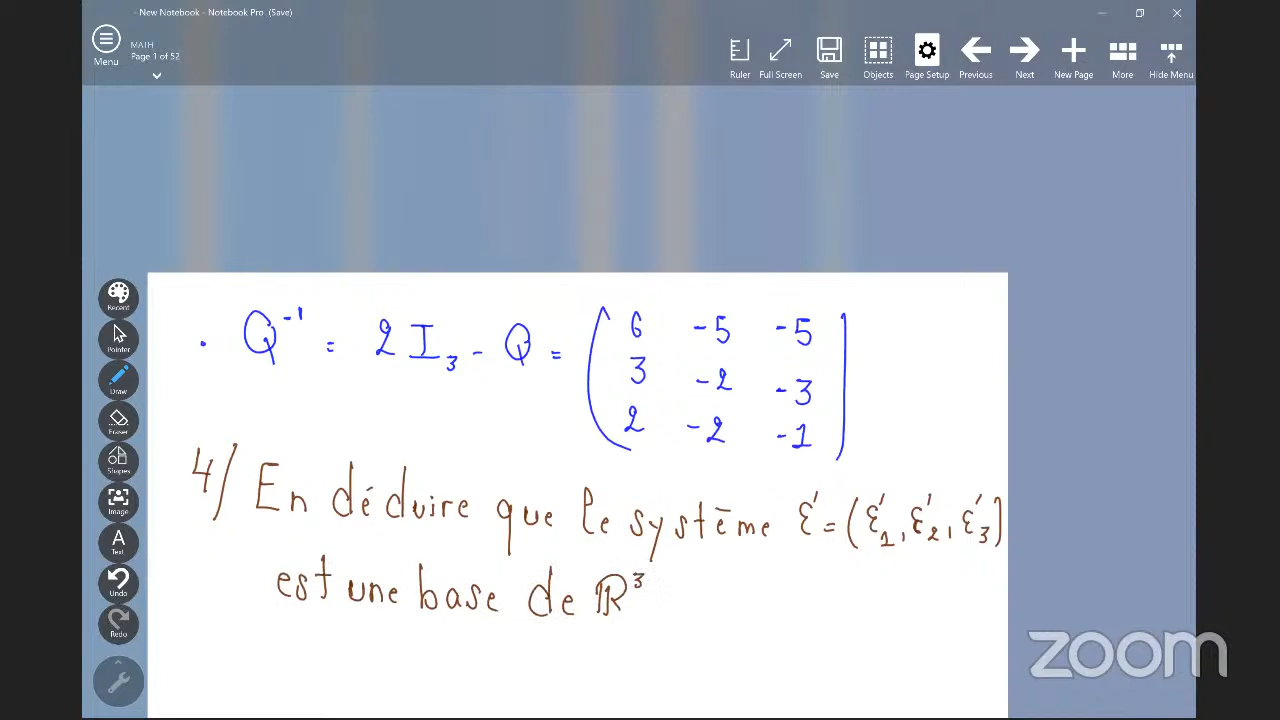 - New Notebook - Notebook Pro (Save)
Menu
MATH
Page 1 of 52
Ruler
Full Screen
Save
Objects
Page Setup
Previous
Next
New Page
More
Hide Menu
Recent
Pointer
Draw
Eraser
Shapes
Image
Text
Undo
Redo
. Q⁻¹ = 2 I₃ - Q = ( 6 -5 -5
3 -2 -3
2 -2 -1 )
4/ En déduire que le système ε' = (ε'₁, ε'₂, ε'₃)
est une base de ℝ³
zoom